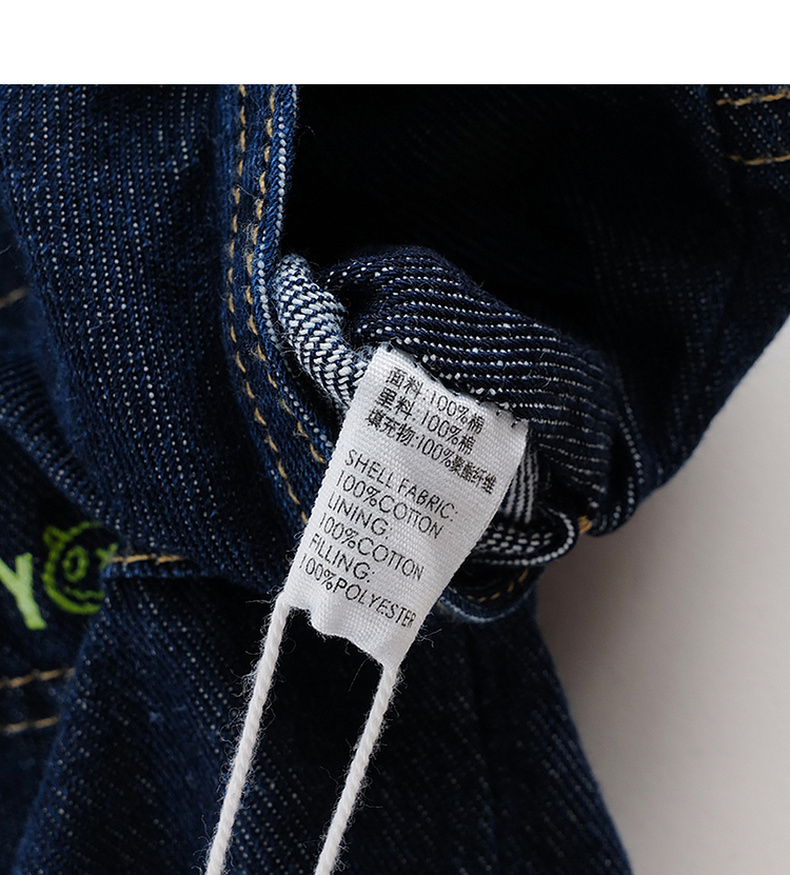 面料:100%棉
里料:100%棉
填充物:100%聚酯纤维
SHELL FABRIC:
100%COTTON
LINING:
100%COTTON
FILLING:
100%POLYESTER
Y